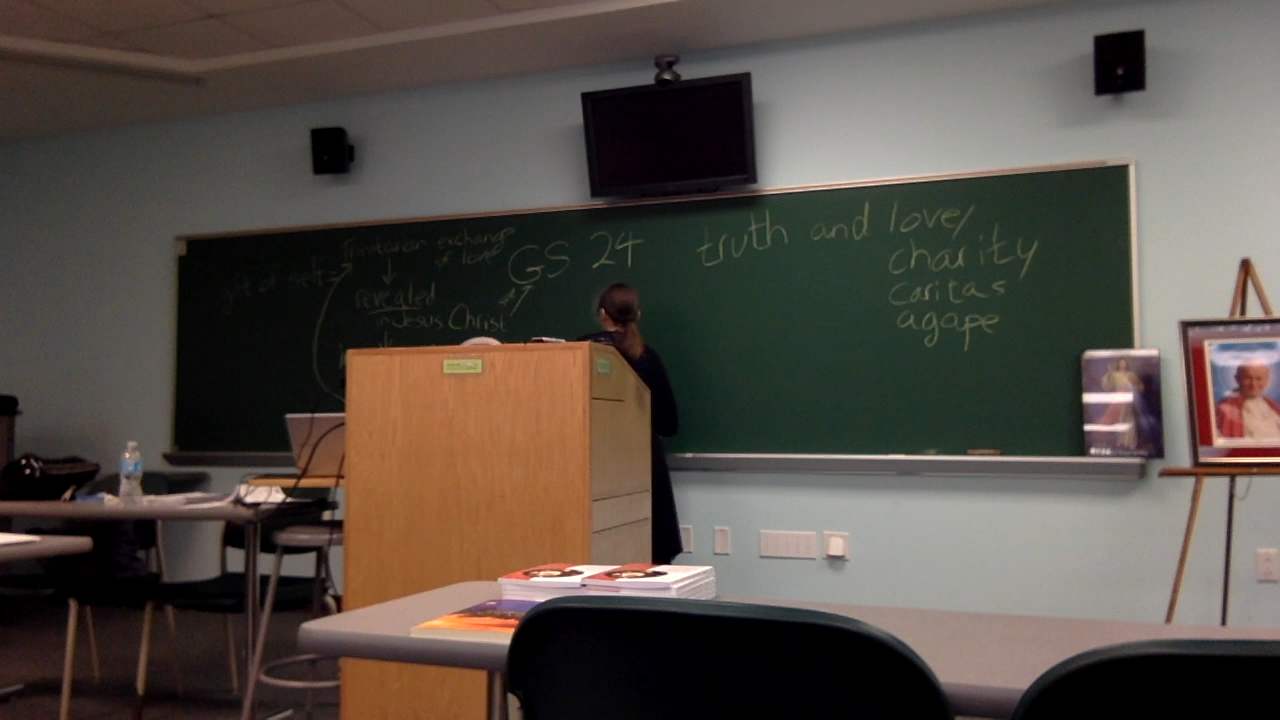 Trinitarian exchange
of love
gift of self =
revealed
in Jesus Christ
GS 24
truth and love/
charity
caritas
agape